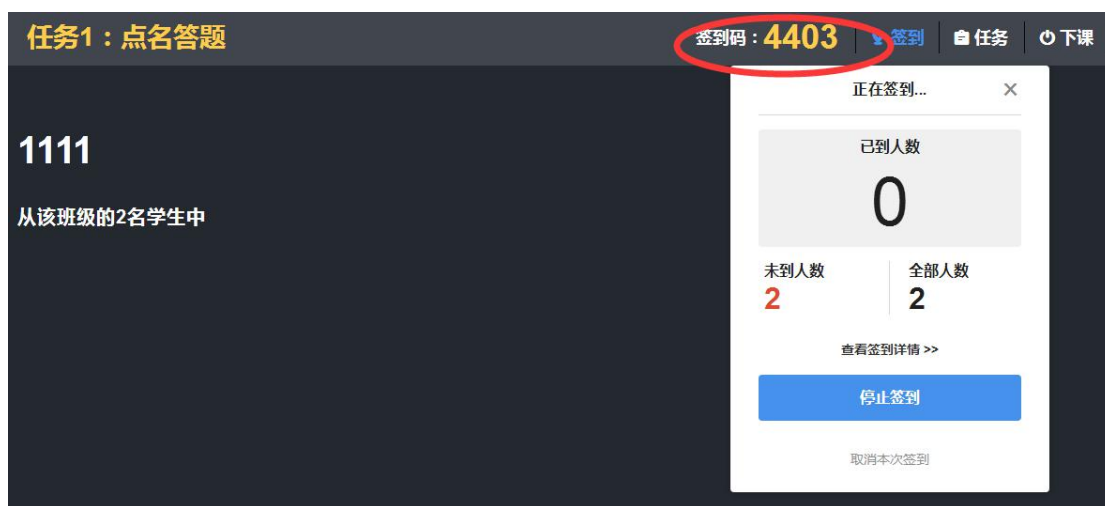 任务1：点名答题
签到码：4403 签到 任务 下课
正在签到... ×
1111
从该班级的2名学生中
已到人数
0
未到人数 全部人数
2 2
查看签到详情 >>
停止签到
取消本次签到